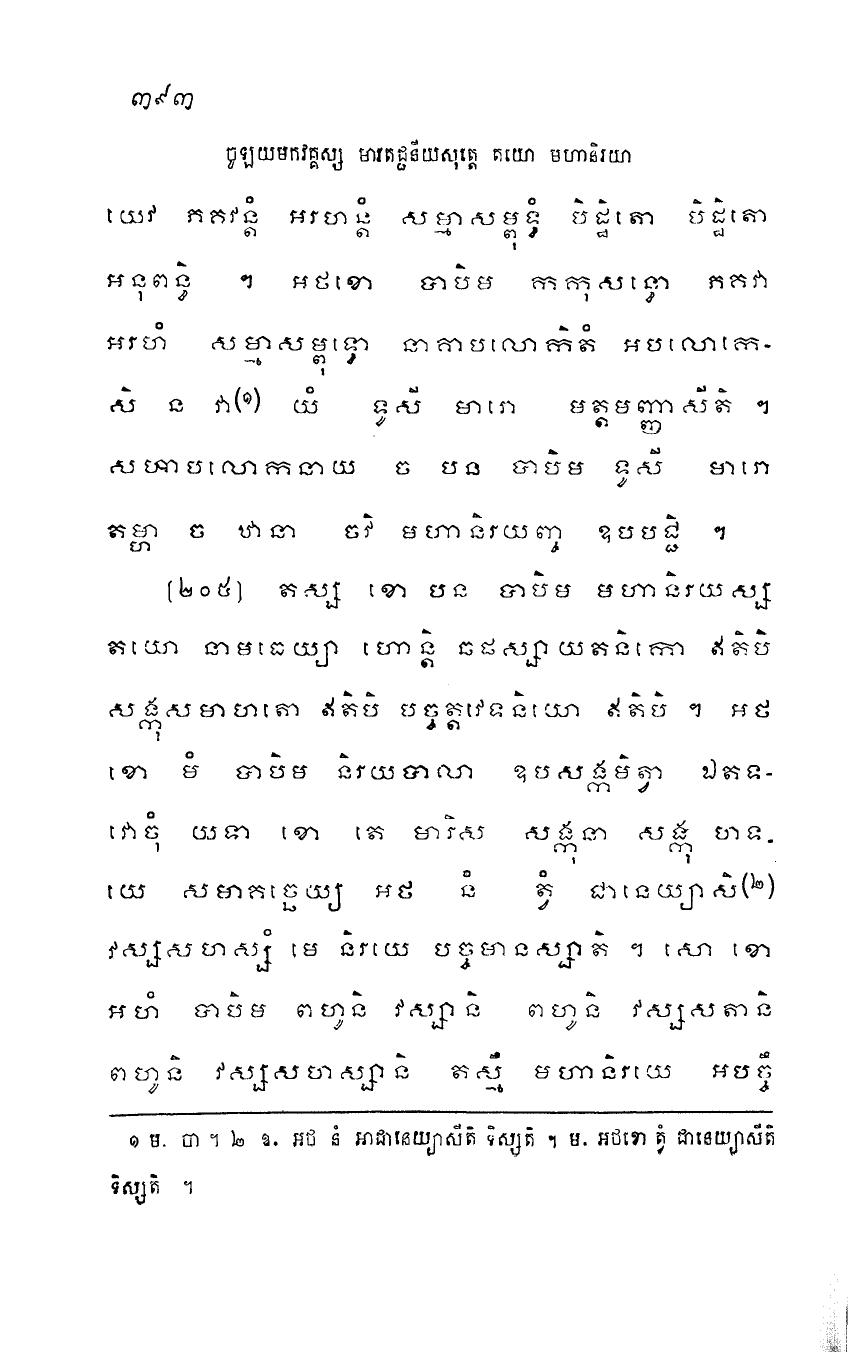 ៣៩៣
ចូឡយមកវគ្គស្ស មារតជ្ជនីយសុត្តេ តយោ មហានិរយា
យេវ ភគវន្តំ អរហន្តំ សម្មាសម្ពុទ្ធំ បិដ្ឋិតោ បិដ្ឋិតោ
អនុពន្ធិ ។ អថខោ បាបិម កកុសន្ធោ ភគវា
អរហំ សម្មាសម្ពុទ្ធោ នាគាបលោកិតំ អបលោកេ-
សិ ន វា(១) យំ ទូសី មារោ មត្តមញ្ញាសីតិ ។
សហាបលោកនាយ ច បន បាបិម ទូសី មារោ
តម្ហា ច ឋានា ចវិ មហានិរយញ្ច ឧបបជ្ជិ ។
[២០៥] តស្ស ខោ បន បាបិម មហានិរយស្ស
តយោ នាមធេយ្យា ហោន្តិ ឆផស្សាយតនិកោ ឥតិបិ
សង្កុសមាហតោ ឥតិបិ បច្ចត្តវេទនិយោ ឥតិបិ ។ អថ
ខោ មំ បាបិម និរយបាលា ឧបសង្កមិត្វា ឯតទ-
វោចុំ យទា ខោ តេ មារិស សង្កុនា សង្កុ ហទ-
យេ សមាគច្ឆេយ្យ អថ នំ ត្វំ ជានេយ្យាសិ(២)
វស្សសហស្សំ មេ និរយេ បច្ចមានស្សាតិ ។ សោ ខោ
អហំ បាបិម ពហូនិ វស្សានិ ពហូនិ វស្សសតានិ
ពហូនិ វស្សសហស្សានិ តស្មឹ មហានិរយេ អបច្ចឹ
១ ម. បា ។ ២ ឱ. អថ នំ អាជានេយ្យាសីតិ ទិស្សតិ ។ ម. អថខោ ត្វំ ជានេយ្យាសីតិ
ទិស្សតិ ។